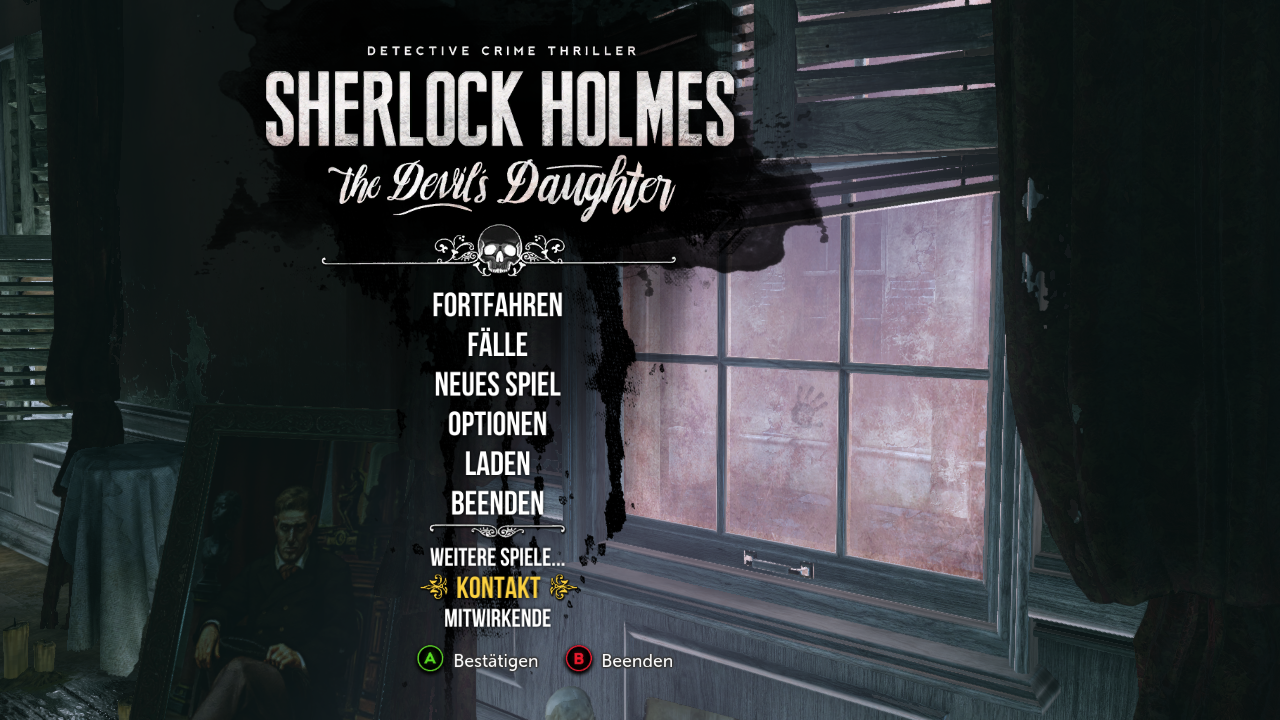 DETECTIVE CRIME THRILLER
SHERLOCK HOLMES
the Devil's Daughter
FORTFAHREN
FÄLLE
NEUES SPIEL
OPTIONEN
LADEN
BEENDEN
WEITERE SPIELE...
KONTAKT
MITWIRKENDE
A Bestätigen B Beenden